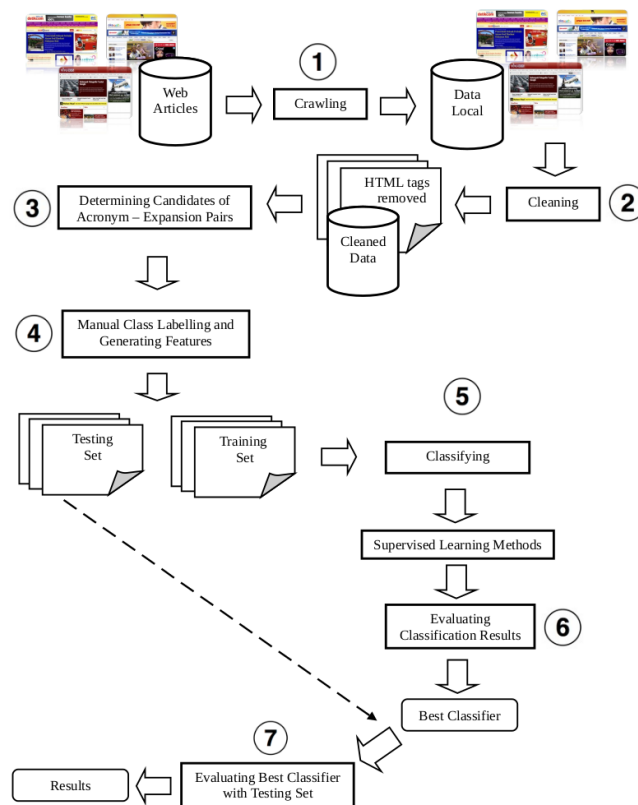 1
Web
Articles
Crawling
Data
Local
3
Determining Candidates of
Acronym – Expansion Pairs
HTML tags
removed
Cleaned
Data
Cleaning
2
4
Manual Class Labelling and
Generating Features
5
Testing
Set
Training
Set
Classifying
Supervised Learning Methods
Evaluating
Classification Results
6
Best Classifier
7
Evaluating Best Classifier
with Testing Set
Results